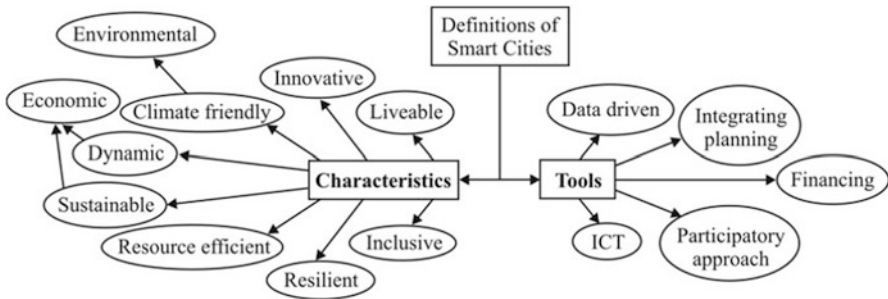 Definitions of
Smart Cities
Environmental
Innovative
Economic
Climate friendly
Liveable
Data driven
Integrating
planning
Dynamic
Characteristics
Tools
Financing
Sustainable
Resource efficient
Inclusive
ICT
Participatory
approach
Resilient